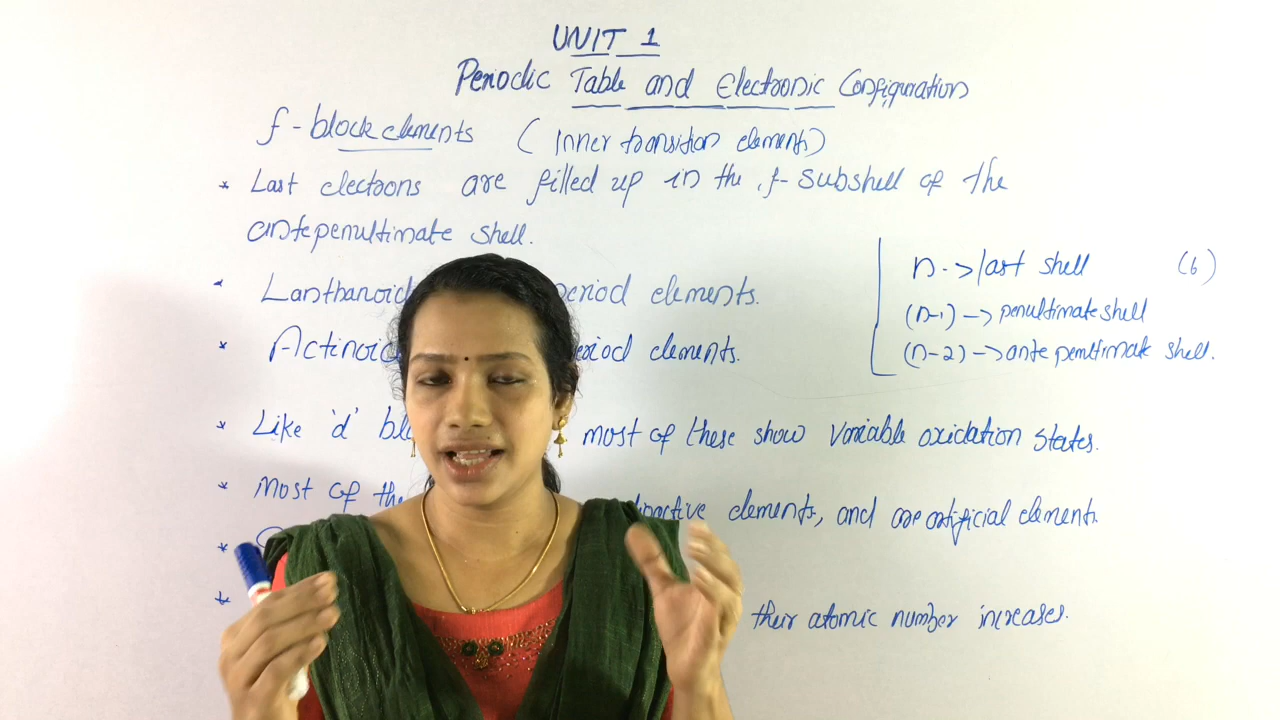 UNIT 1
Periodic Table and Electronic Configuration
f-block elements (Inner transition elements)
* Last electrons are filled up in the f-subshell of the
antepenultimate shell.
* Lanthanoid period elements.
* Actinoid period elements.
n -> last shell (6)
(n-1) -> penultimate shell
(n-2) -> ante penultimate shell.
* Like 'd' bl most of these show variable oxidation states.
* Most of the elements, and are artificial elements.
*
* their atomic number increases.